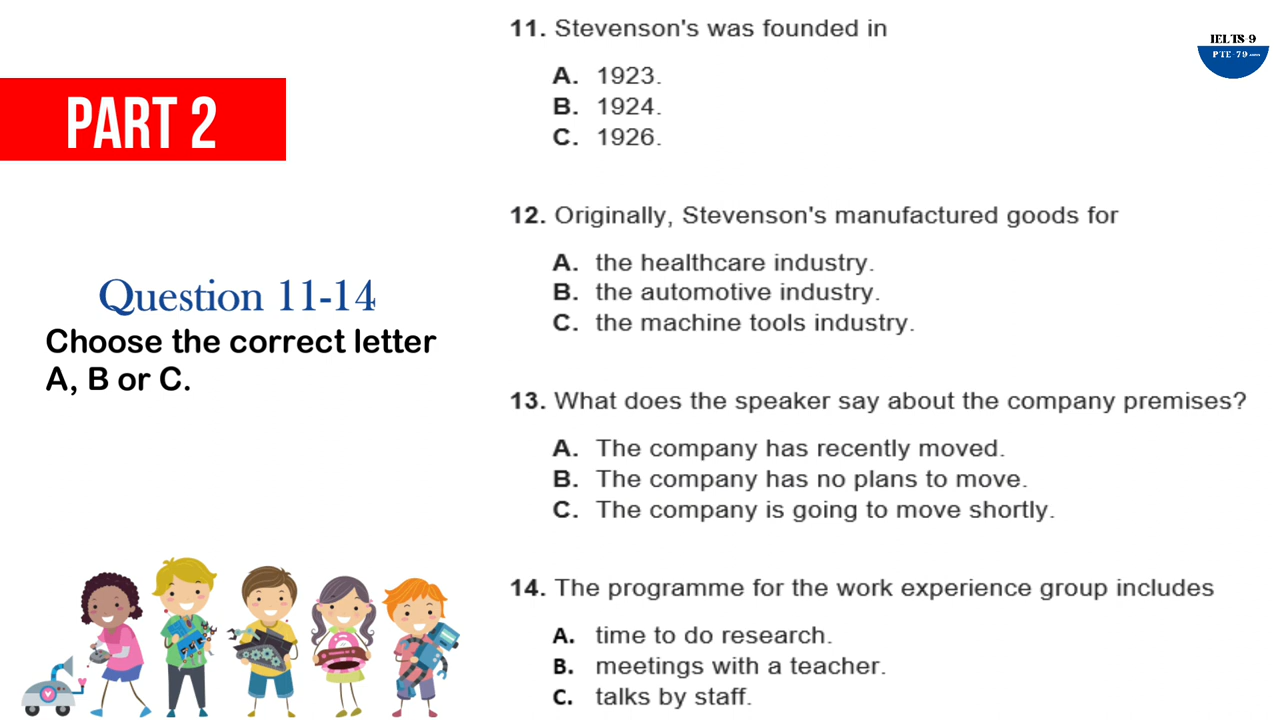 PART 2
Question 11-14
Choose the correct letter
A, B or C.
11. Stevenson's was founded in
A. 1923.
B. 1924.
C. 1926.
12. Originally, Stevenson's manufactured goods for
A. the healthcare industry.
B. the automotive industry.
C. the machine tools industry.
13. What does the speaker say about the company premises?
A. The company has recently moved.
B. The company has no plans to move.
C. The company is going to move shortly.
14. The programme for the work experience group includes
A. time to do research.
B. meetings with a teacher.
C. talks by staff.
IELTS-9
PTE-79.com